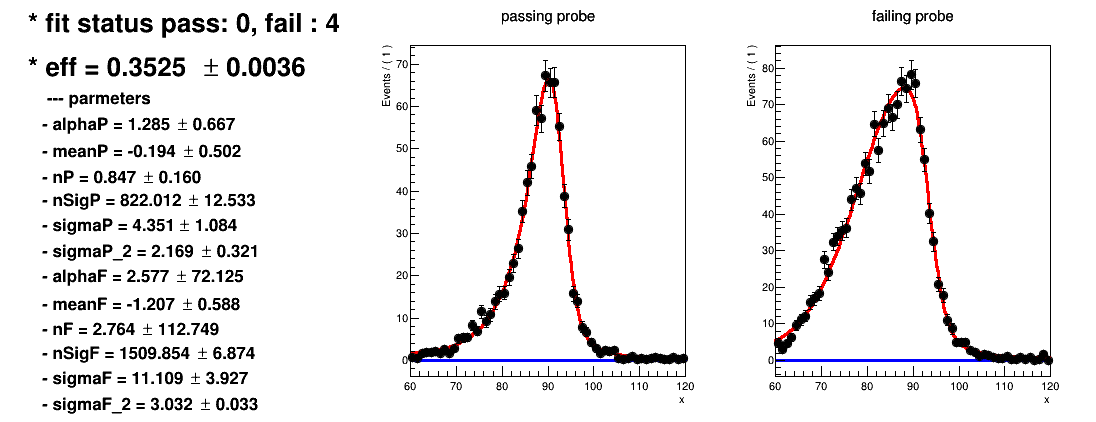 * fit status pass: 0, fail : 4
* eff = 0.3525 ± 0.0036
--- parmeters
- alphaP = 1.285 ± 0.667
- meanP = -0.194 ± 0.502
- nP = 0.847 ± 0.160
- nSigP = 822.012 ± 12.533
- sigmaP = 4.351 ± 1.084
- sigmaP_2 = 2.169 ± 0.321
- alphaF = 2.577 ± 72.125
- meanF = -1.207 ± 0.588
- nF = 2.764 ± 112.749
- nSigF = 1509.854 ± 6.874
- sigmaF = 11.109 ± 3.927
- sigmaF_2 = 3.032 ± 0.033
passing probe
Events / ( 1 )
70
60
50
40
30
20
10
0
60 70 80 90 100 110 120
x
failing probe
Events / ( 1 )
80
70
60
50
40
30
20
10
0
60 70 80 90 100 110 120
x